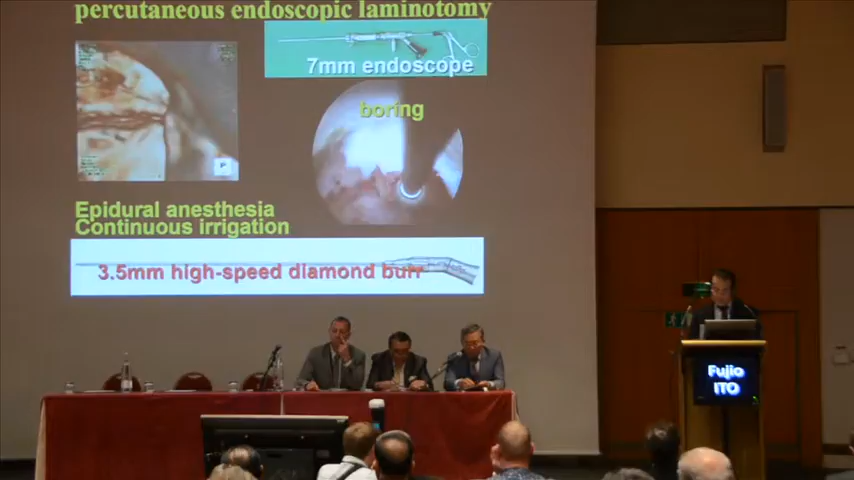 percutaneous endoscopic laminotomy
7mm endoscope
boring
P
Epidural anesthesia
Continuous irrigation
3.5mm high-speed diamond burr
Fujio
ITO